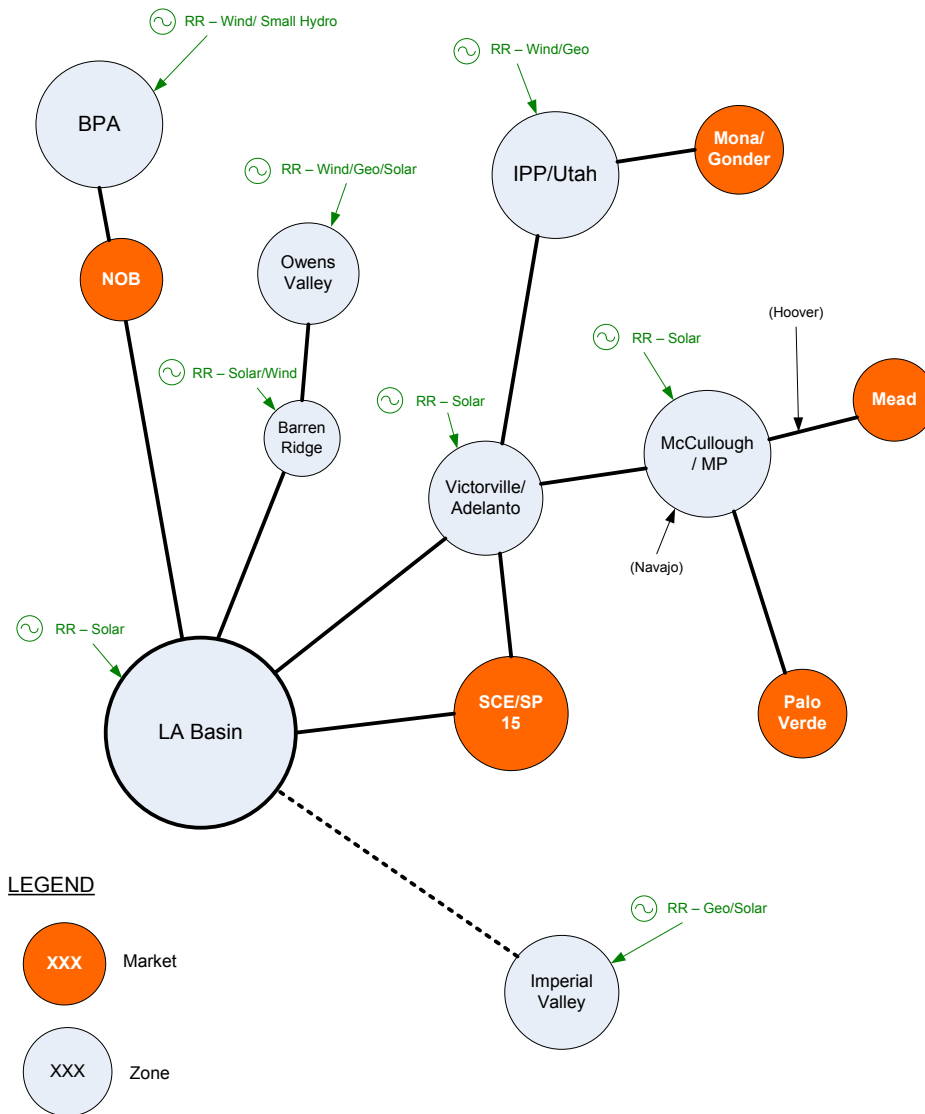 RR – Wind/ Small Hydro
RR – Wind/Geo
BPA
Mona/
Gonder
IPP/Utah
RR – Wind/Geo/Solar
Owens
Valley
NOB
(Hoover)
RR – Solar
RR – Solar/Wind
RR – Solar
Mead
Barren
Ridge
McCullough
/ MP
Victorville/
Adelanto
(Navajo)
RR – Solar
LA Basin
SCE/SP
15
Palo
Verde
LEGEND
RR – Geo/Solar
XXX
Market
Imperial
Valley
XXX
Zone